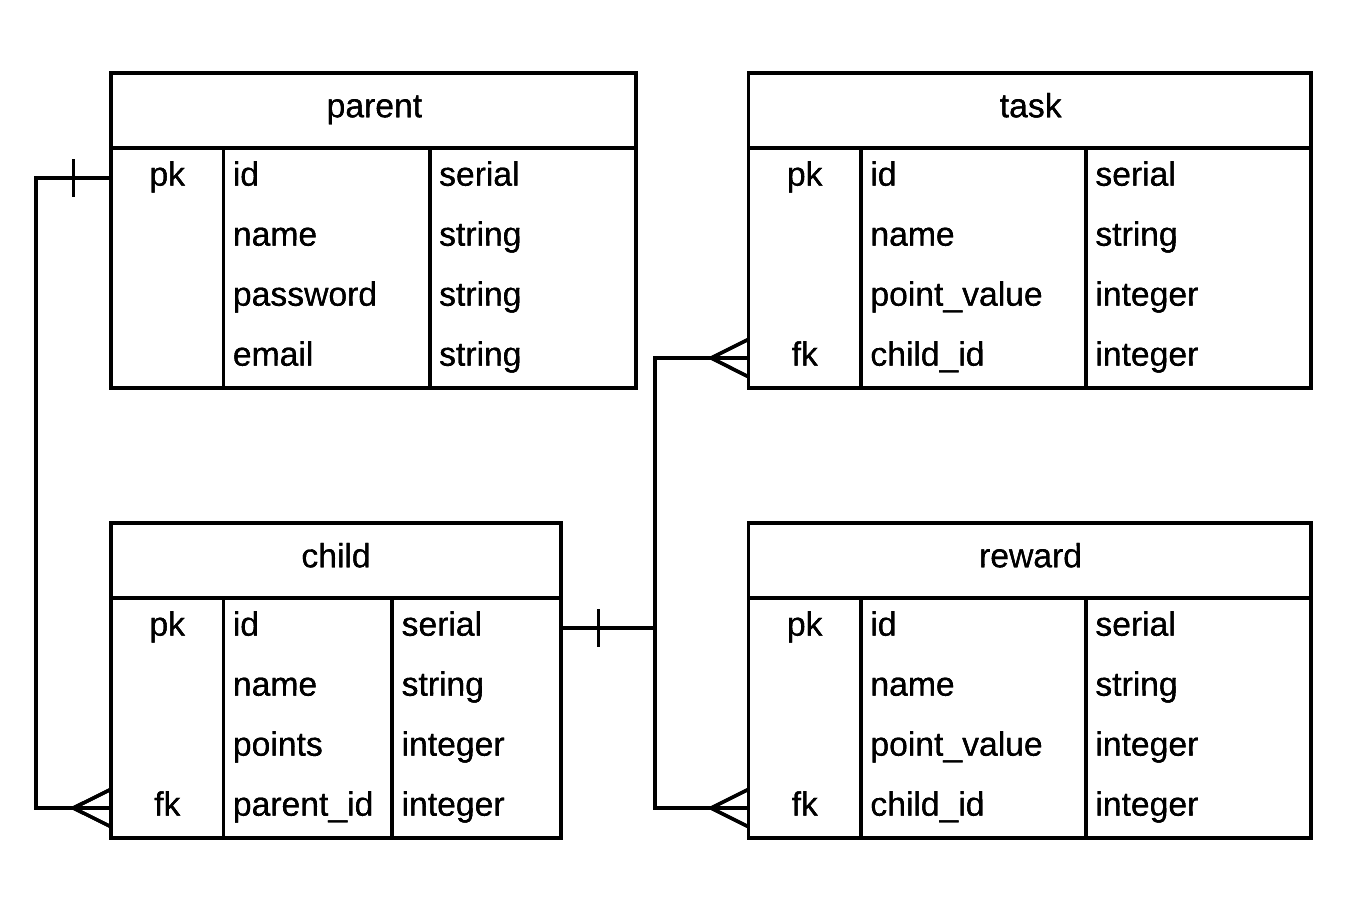 parent
pk id serial
name string
password string
email string
task
pk id serial
name string
point_value integer
fk child_id integer
child
pk id serial
name string
points integer
fk parent_id integer
reward
pk id serial
name string
point_value integer
fk child_id integer